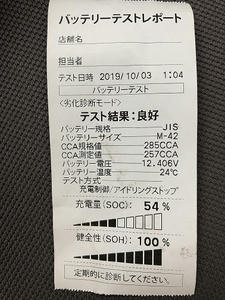 バッテリーテストレポート
店舗名
担当者
テスト日時 2019/10/03 1:04
バッテリーテスト
<劣化診断モード>
テスト結果:良好
バッテリー規格 JIS
バッテリーサイズ M-42
CCA規格値 285CCA
CCA測定値 257CCA
バッテリー電圧 12.406V
バッテリー温度 24℃
テスト方式
充電制御/アイドリングストップ
充電量(SOC): 54%
健全性(SOH): 100%
定期的に診断してください。